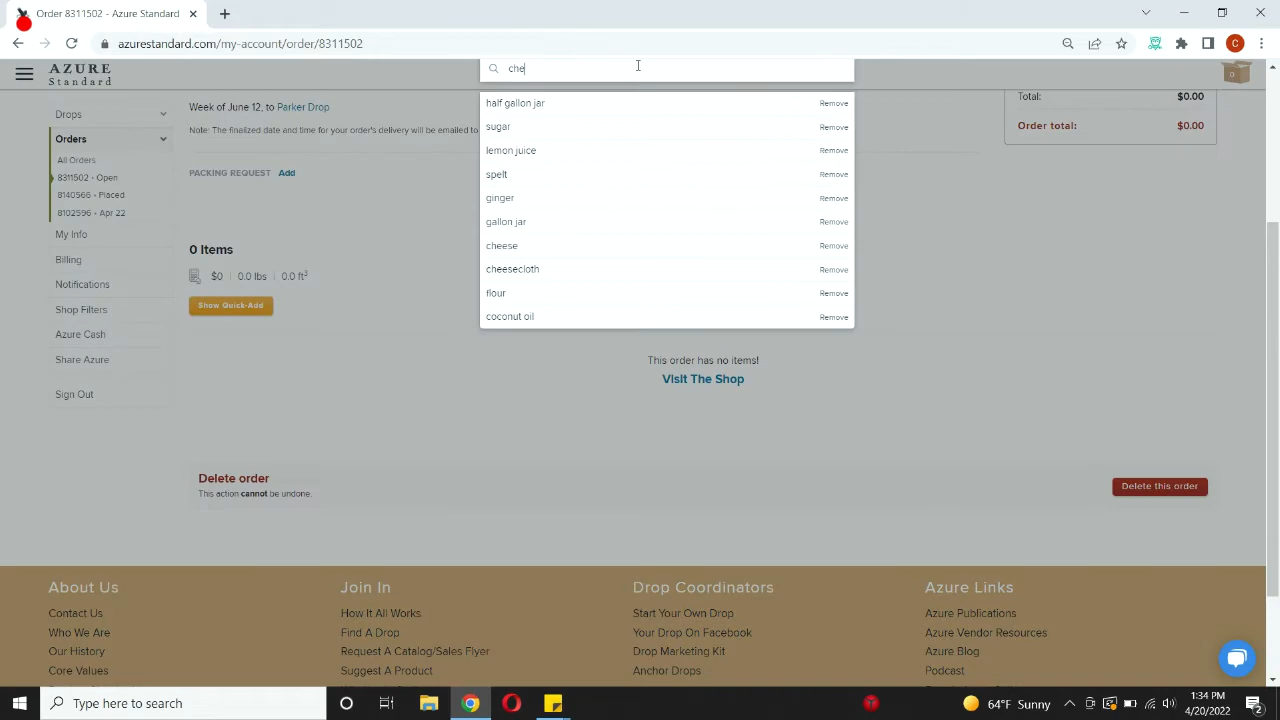 Order 8311502 - Azure Standard
azurestandard.com/my-account/order/8311502
C
AZURE
Standard
che
0
half gallon jar Remove
sugar Remove
lemon juice Remove
spelt Remove
ginger Remove
gallon jar Remove
cheese Remove
cheesecloth Remove
flour Remove
coconut oil Remove
Drops
Orders
All Orders
8311502 - Open
8140566 - Placed
8102596 - Apr 22
My Info
Billing
Notifications
Shop Filters
Azure Cash
Share Azure
Sign Out
Week of June 12, to Parker Drop
Note: The finalized date and time for your order's delivery will be emailed to
PACKING REQUEST Add
0 Items
$0 | 0.0 lbs | 0.0 ft³
Show Quick-Add
Total: $0.00
Order total: $0.00
This order has no items!
Visit The Shop
Delete order
This action cannot be undone.
Delete this order
About Us
Contact Us
Who We Are
Our History
Core Values
Join In
How It All Works
Find A Drop
Request A Catalog/Sales Flyer
Suggest A Product
Drop Coordinators
Start Your Own Drop
Your Drop On Facebook
Drop Marketing Kit
Anchor Drops
Azure Links
Azure Publications
Azure Vendor Resources
Azure Blog
Podcast
Type here to search
64°F Sunny
1:34 PM
4/20/2022
2